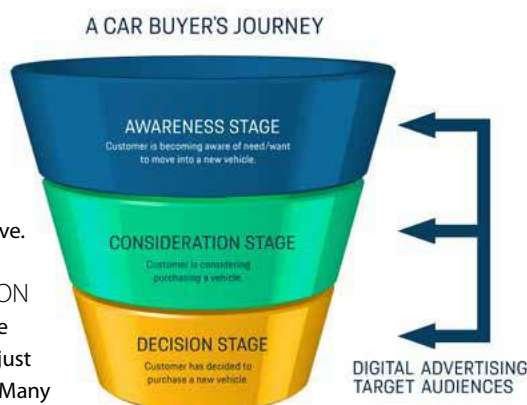 A CAR BUYER'S JOURNEY
AWARENESS STAGE
Customer is becoming aware of need/want
to move into a new vehicle.
CONSIDERATION STAGE
Customer is considering
purchasing a vehicle.
DECISION STAGE
Customer has decided to
purchase a new vehicle
DIGITAL ADVERTISING
TARGET AUDIENCES
ve.
ON
e
just
Many